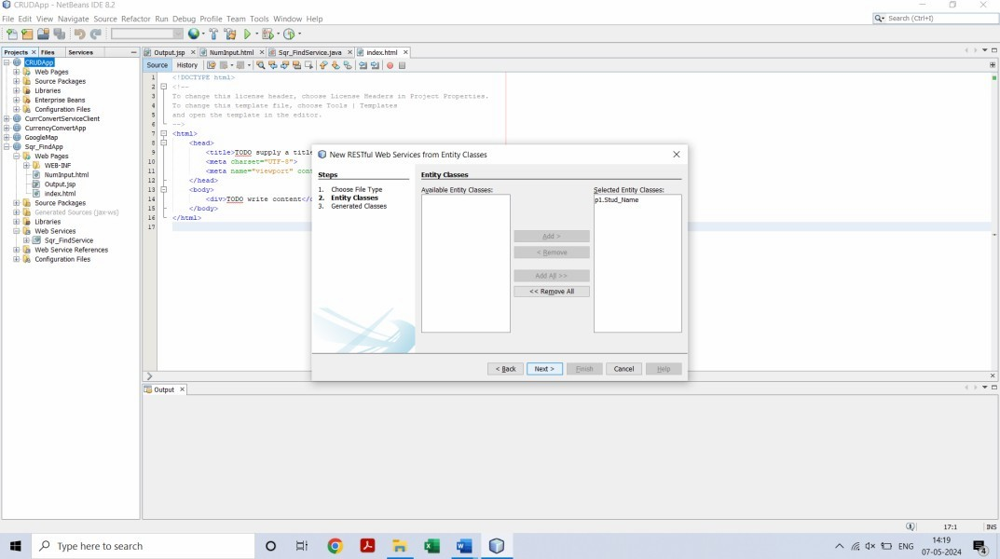 CRUDApp - NetBeans IDE 8.2
File Edit View Navigate Source Refactor Run Debug Profile Team Tools Window Help
Search (Ctrl+I)
Projects Files Services
Output.jsp NumInput.html Sqr_FindService.java index.html
Source History
CRUDApp
Web Pages
Source Packages
Libraries
Enterprise Beans
Configuration Files
CurrConvertServiceClient
CurrencyConvertApp
GoogleMap
Sqr_FindApp
Web Pages
WEB-INF
NumInput.html
Output.jsp
index.html
Source Packages
Generated Sources (jax-ws)
Libraries
Web Services
Sqr_FindService
Web Service References
Configuration Files
1 <!DOCTYPE html>
2 <!--
3 To change this license header, choose License Headers in Project Properties.
4 To change this template file, choose Tools | Templates
5 and open the template in the editor.
6 -->
7 <html>
8 <head>
9 <title>TODO supply a title
10 <meta charset="UTF-8">
11 <meta name="viewport" cont
12 </head>
13 <body>
14 <div>TODO write content</
15 </body>
16 </html>
17
New RESTful Web Services from Entity Classes
Steps
1. Choose File Type
2. Entity Classes
3. Generated Classes
Entity Classes
Available Entity Classes:
Selected Entity Classes:
p1.Stud_Name
Add >
< Remove
Add All >>
<< Remove All
< Back Next > Finish Cancel Help
Output
17:1 INS
Type here to search
ENG
14:19
07-05-2024
4